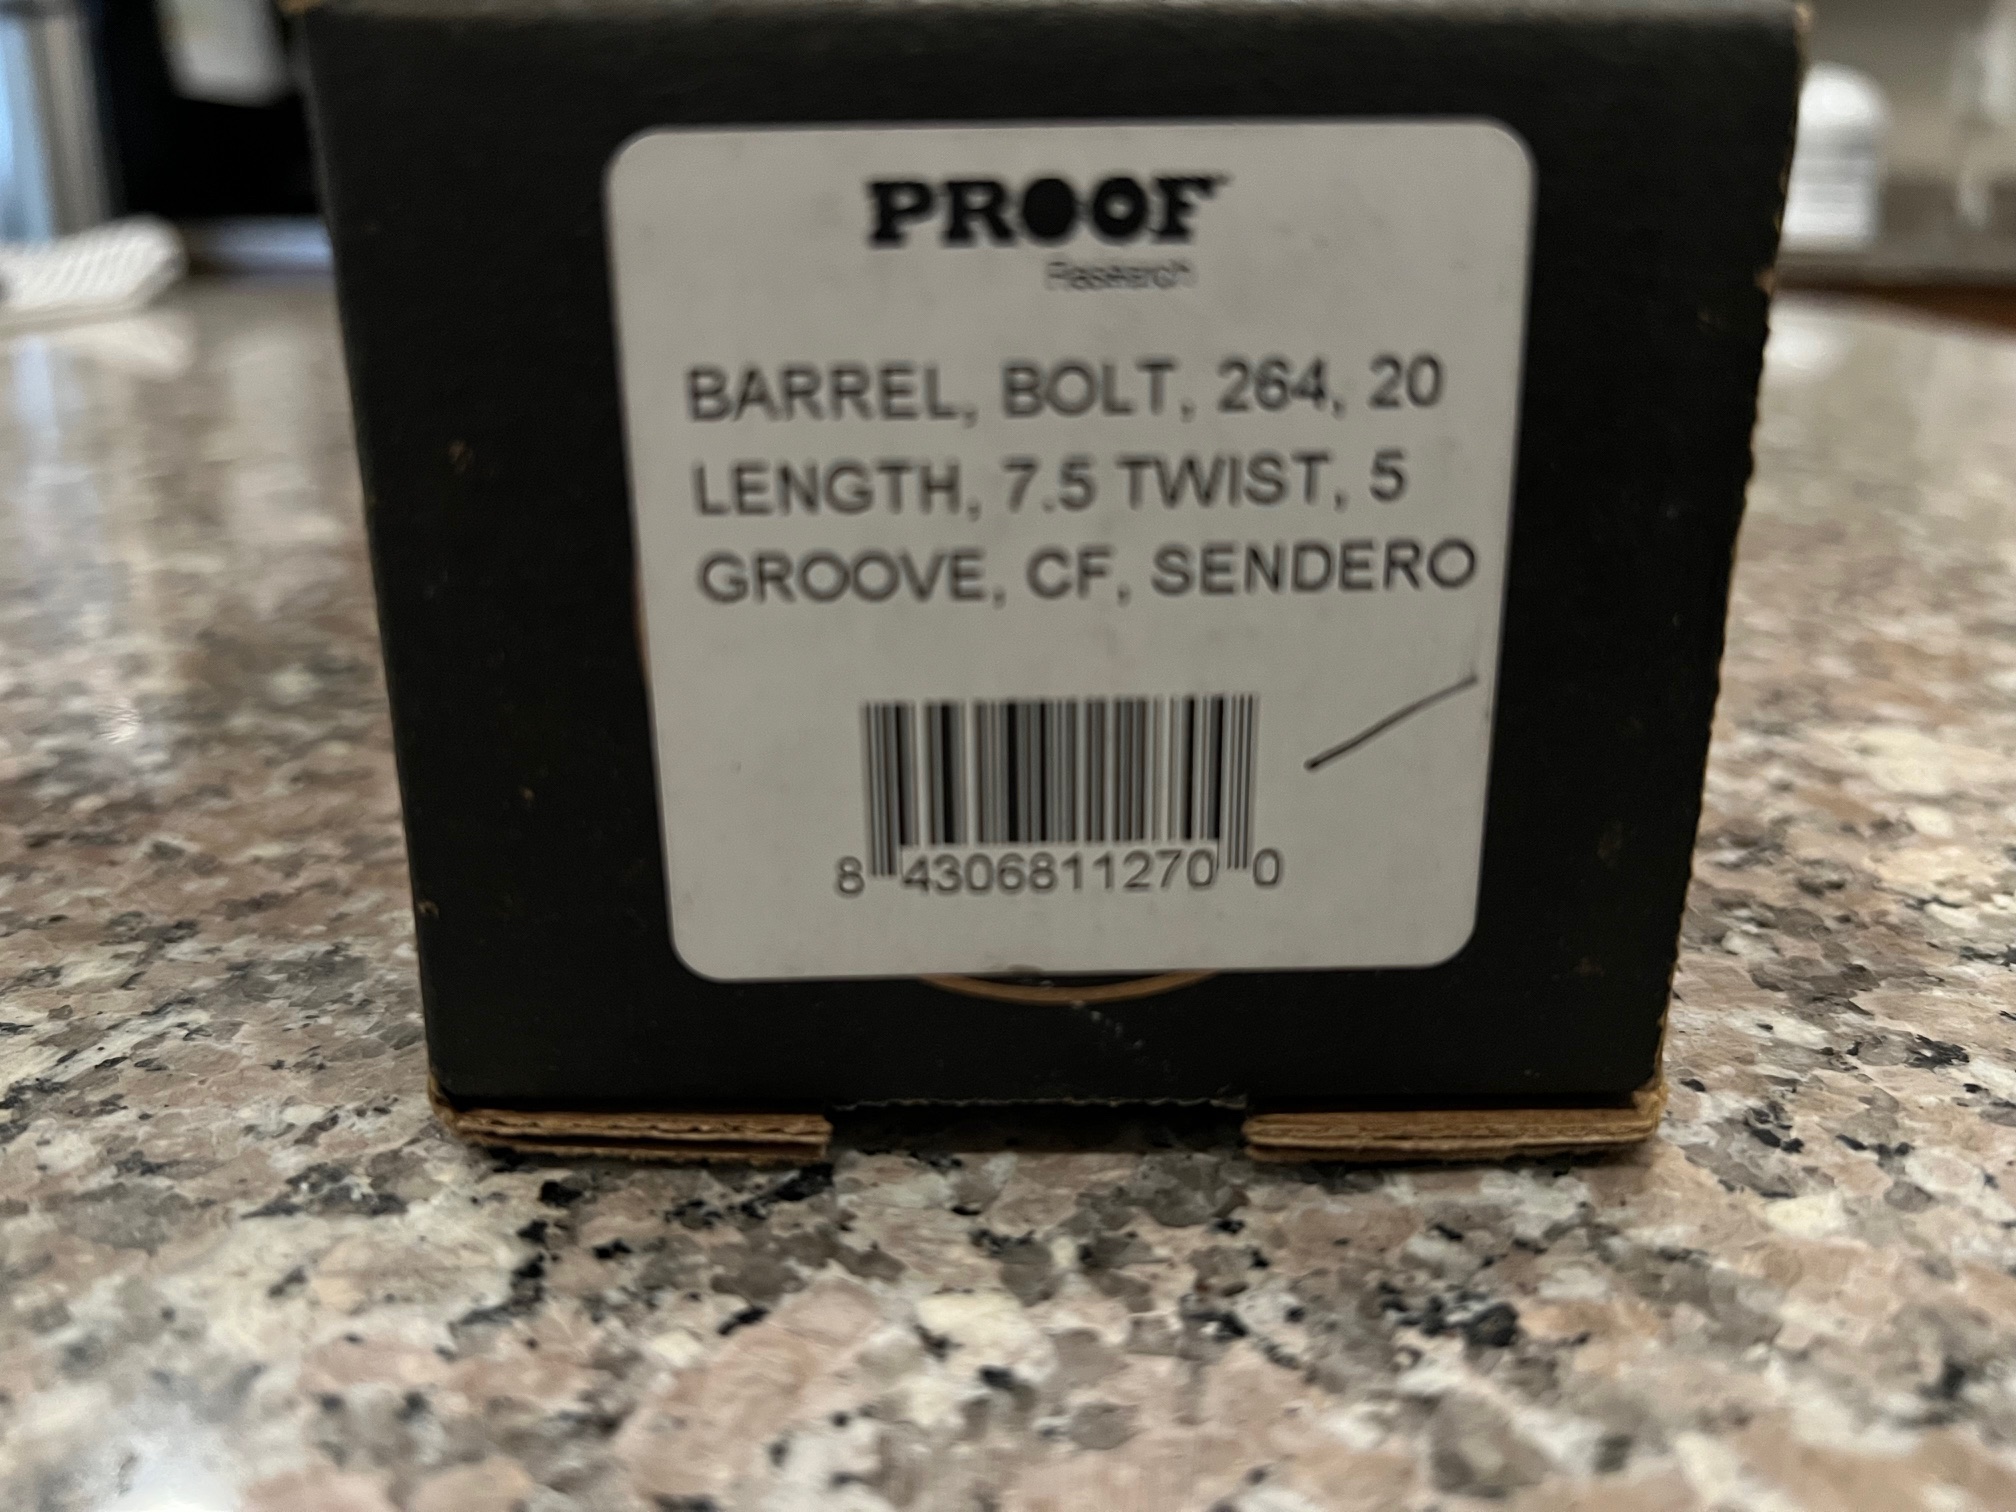 PROOF
Research
BARREL, BOLT, 264, 20
LENGTH, 7.5 TWIST, 5
GROOVE, CF, SENDERO
8 4306811270 0